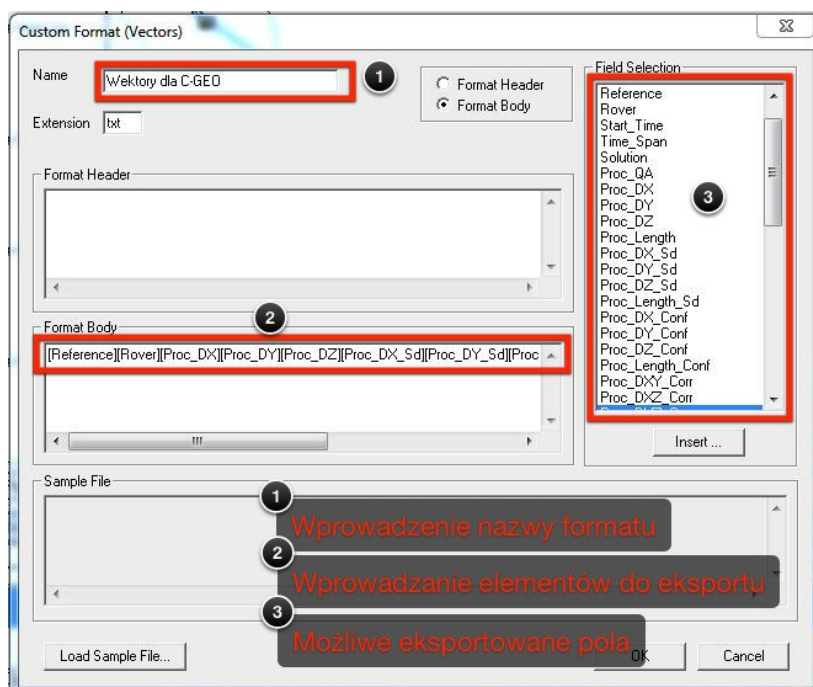 Custom Format (Vectors)
Name
Wektory dla C-GEO
1
Extension
txt
Format Header
Format Body
Format Header
2
Format Body
[Reference][Rover][Proc_DX][Proc_DY][Proc_DZ][Proc_DX_Sd][Proc_DY_Sd][Proc
Field Selection
Reference
Rover
Start_Time
Time_Span
Solution
Proc_QA
Proc_DX
3
Proc_DY
Proc_DZ
Proc_Length
Proc_DX_Sd
Proc_DY_Sd
Proc_DZ_Sd
Proc_Length_Sd
Proc_DX_Conf
Proc_DY_Conf
Proc_DZ_Conf
Proc_Length_Conf
Proc_DXY_Corr
Proc_DXZ_Corr
Insert ...
Sample File
1
Wprowadzenie nazwy formatu
2
Wprowadzanie elementów do eksportu
3
Możliwe eksportowane pola
Load Sample File...
OK
Cancel